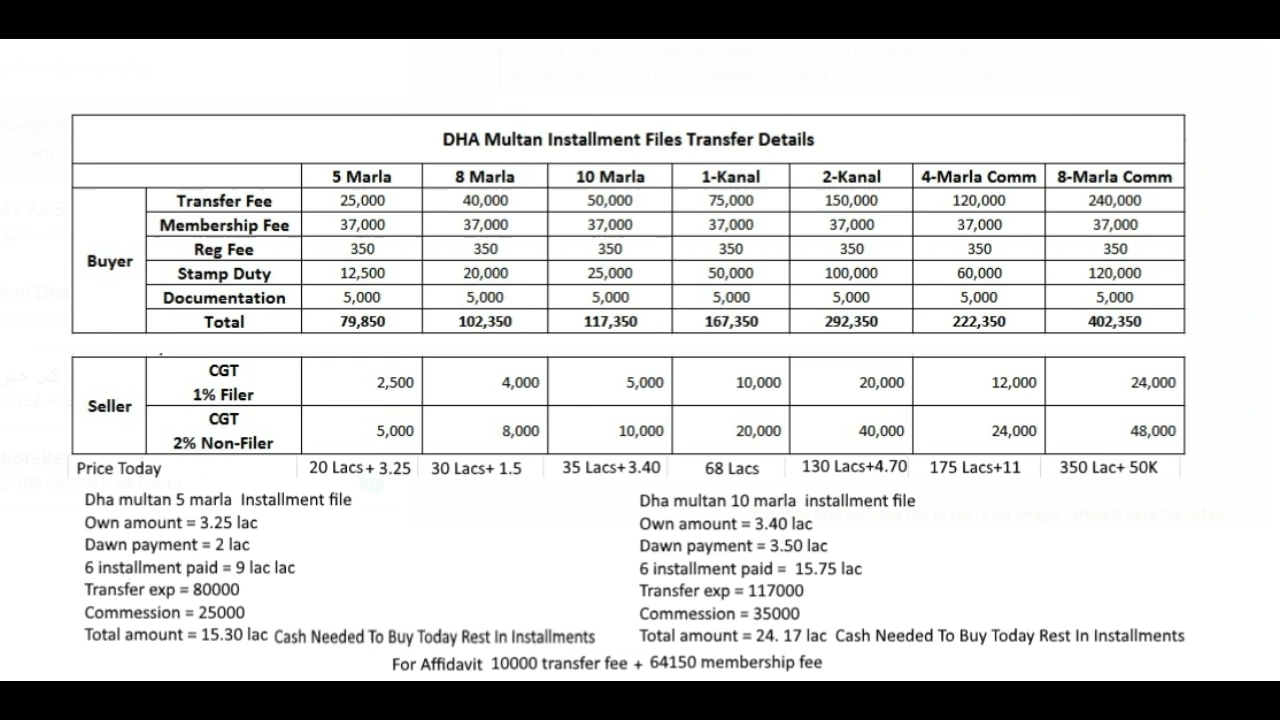 DHA Multan Installment Files Transfer Details
5 Marla 8 Marla 10 Marla 1-Kanal 2-Kanal 4-Marla Comm 8-Marla Comm
Buyer
Transfer Fee 25,000 40,000 50,000 75,000 150,000 120,000 240,000
Membership Fee 37,000 37,000 37,000 37,000 37,000 37,000 37,000
Reg Fee 350 350 350 350 350 350 350
Stamp Duty 12,500 20,000 25,000 50,000 100,000 60,000 120,000
Documentation 5,000 5,000 5,000 5,000 5,000 5,000 5,000
Total 79,850 102,350 117,350 167,350 292,350 222,350 402,350
Seller
CGT
1% Filer 2,500 4,000 5,000 10,000 20,000 12,000 24,000
CGT
2% Non-Filer 5,000 8,000 10,000 20,000 40,000 24,000 48,000
Price Today 20 Lacs+ 3.25 30 Lacs+ 1.5 35 Lacs+3.40 68 Lacs 130 Lacs+4.70 175 Lacs+11 350 Lac+ 50K
Dha multan 5 marla Installment file
Own amount = 3.25 lac
Dawn payment = 2 lac
6 installment paid = 9 lac lac
Transfer exp = 80000
Commession = 25000
Total amount = 15.30 lac Cash Needed To Buy Today Rest In Installments
Dha multan 10 marla installment file
Own amount = 3.40 lac
Dawn payment = 3.50 lac
6 installment paid = 15.75 lac
Transfer exp = 117000
Commession = 35000
Total amount = 24. 17 lac Cash Needed To Buy Today Rest In Installments
For Affidavit 10000 transfer fee + 64150 membership fee